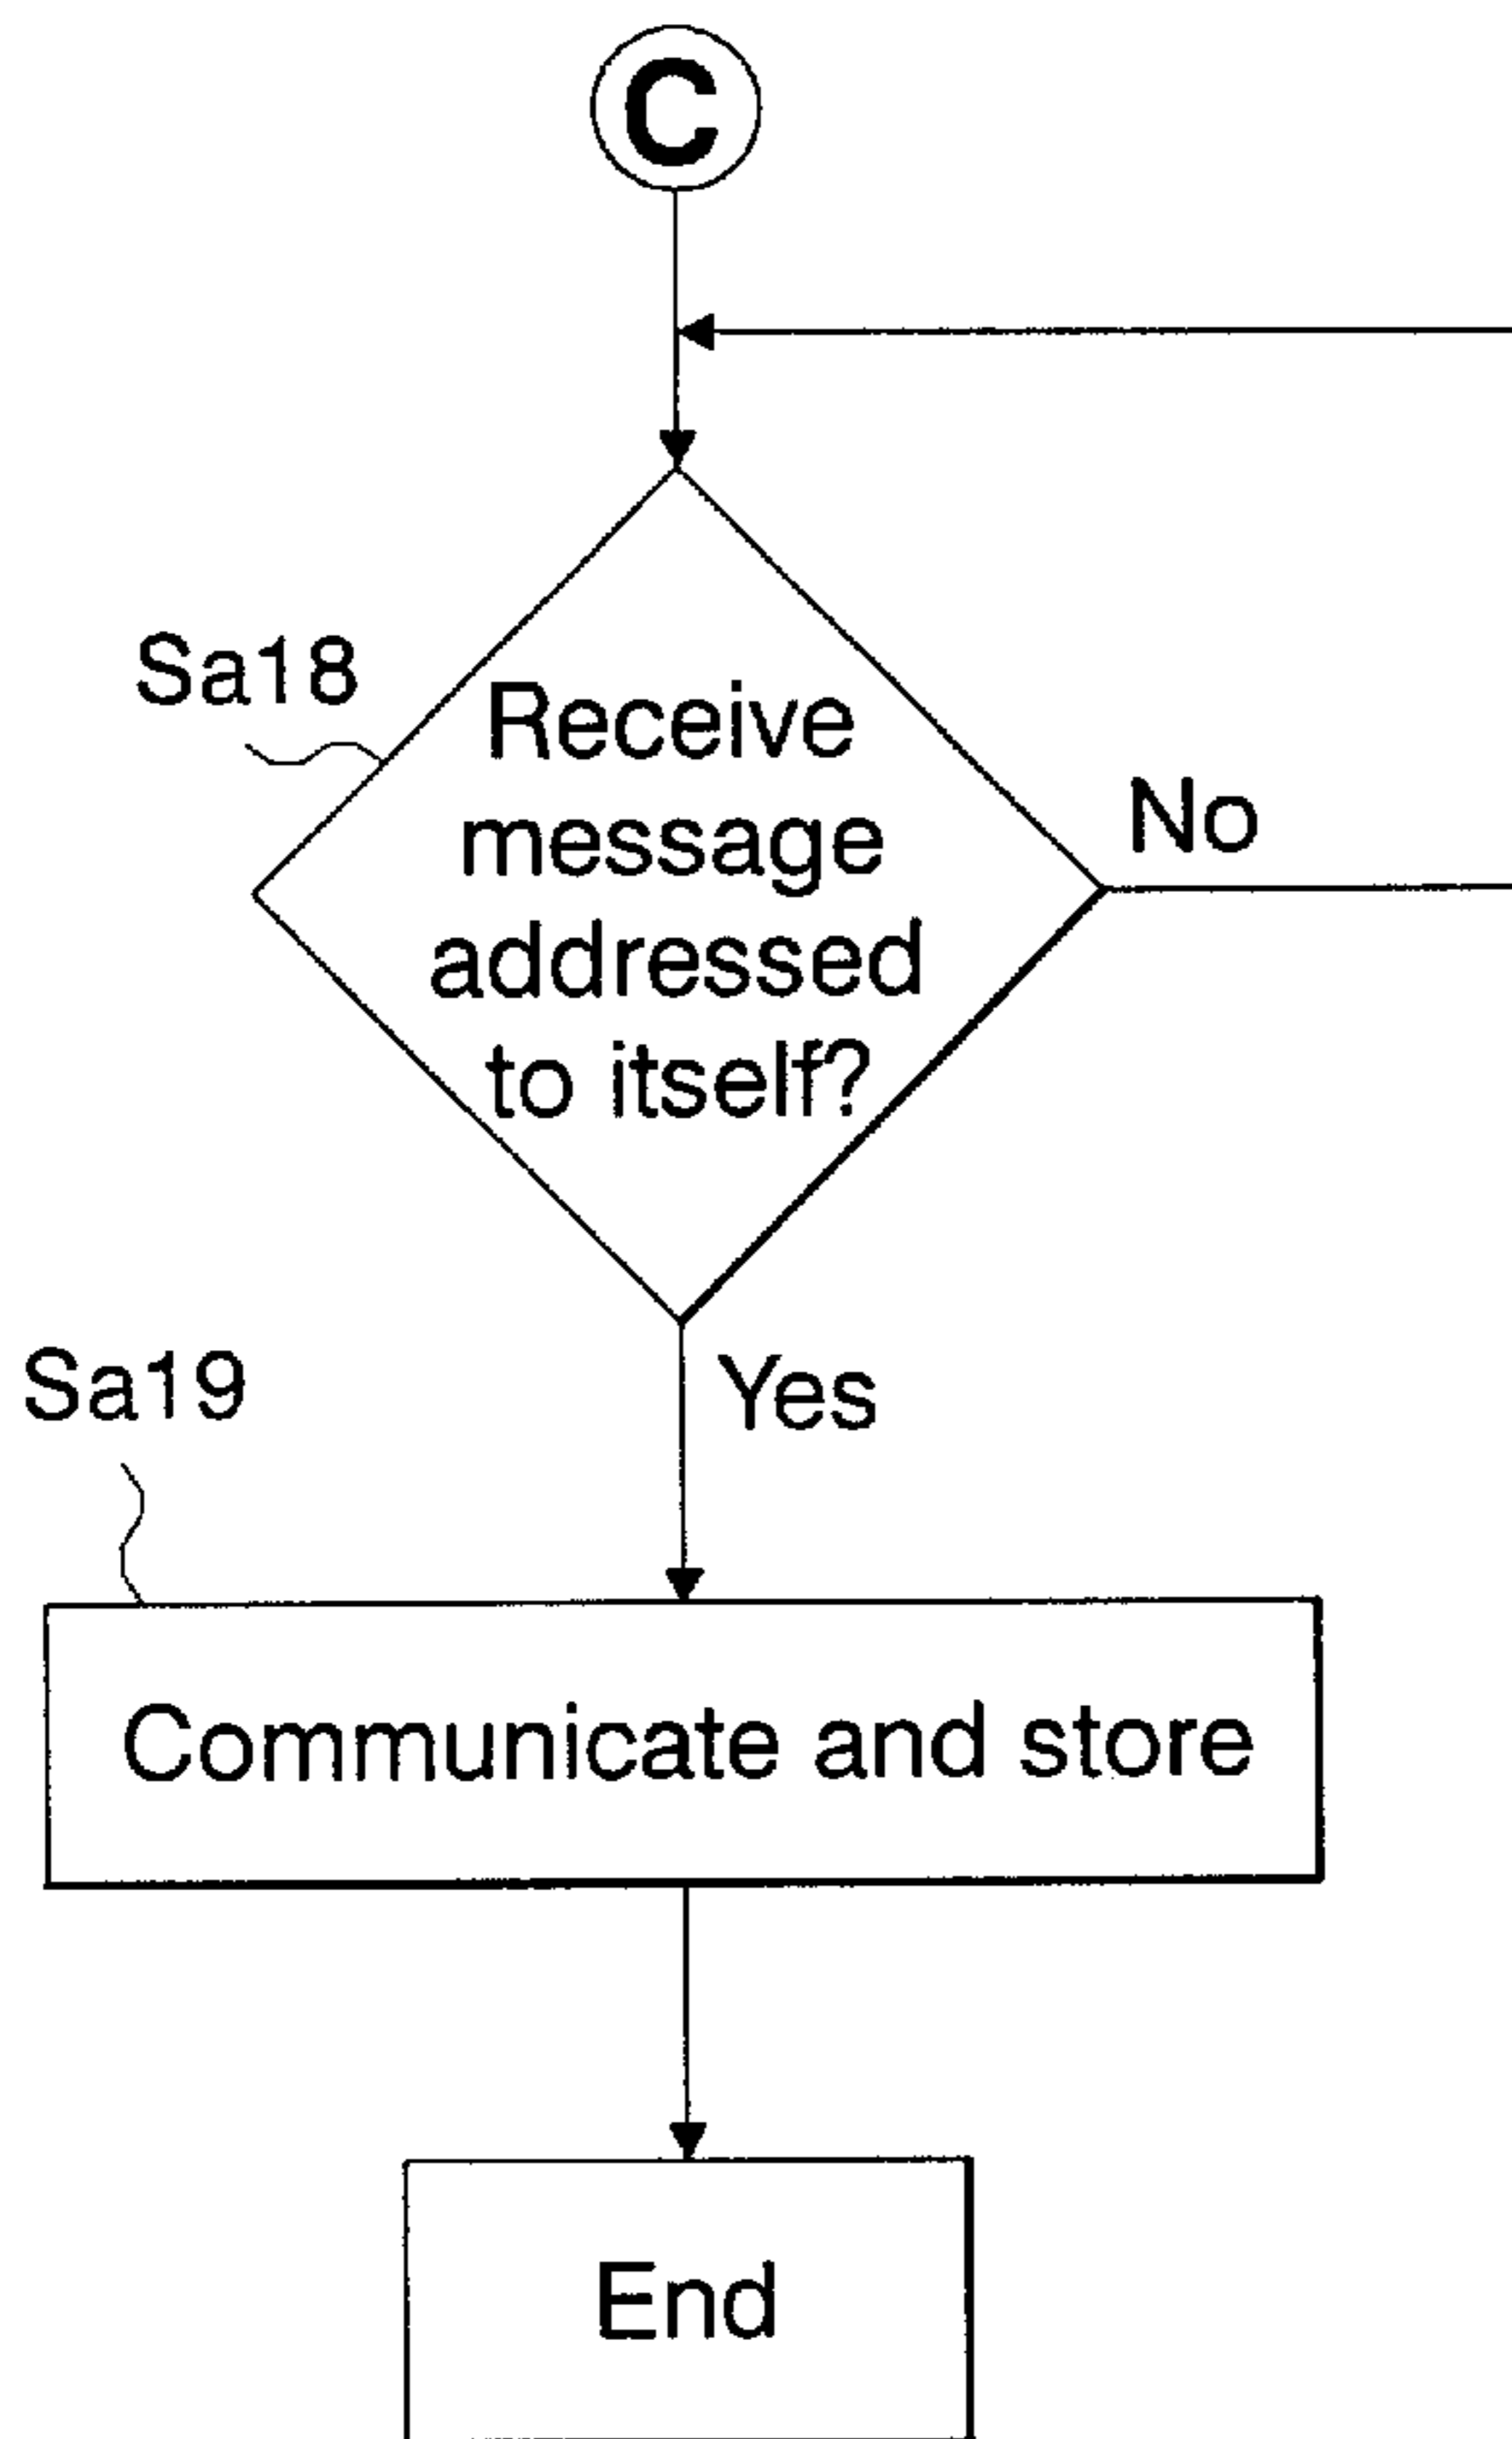 C
Sa18
Receive
message
addressed
to itself?
No
Sa19
Yes
Communicate and store
End